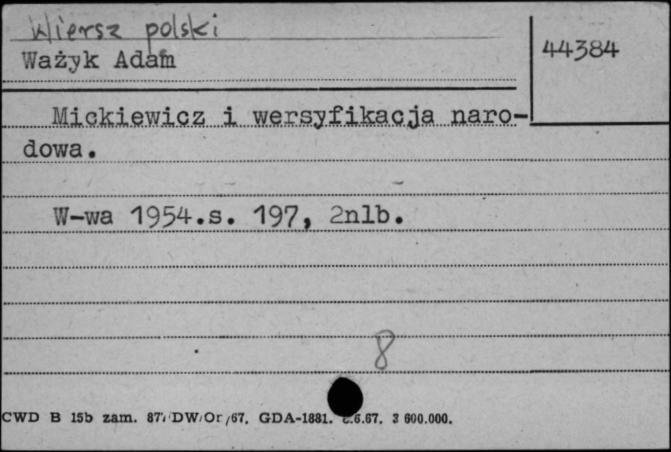 Wiersz polski
Ważyk Adam
44384
Mickiewicz i wersyfikacja naro-
dowa.
W-wa 1954.s. 197, 2nlb.
8
CWD B 15b zam. 87/DW/Or/67. GDA-1881. 6.67. 3 600.000.